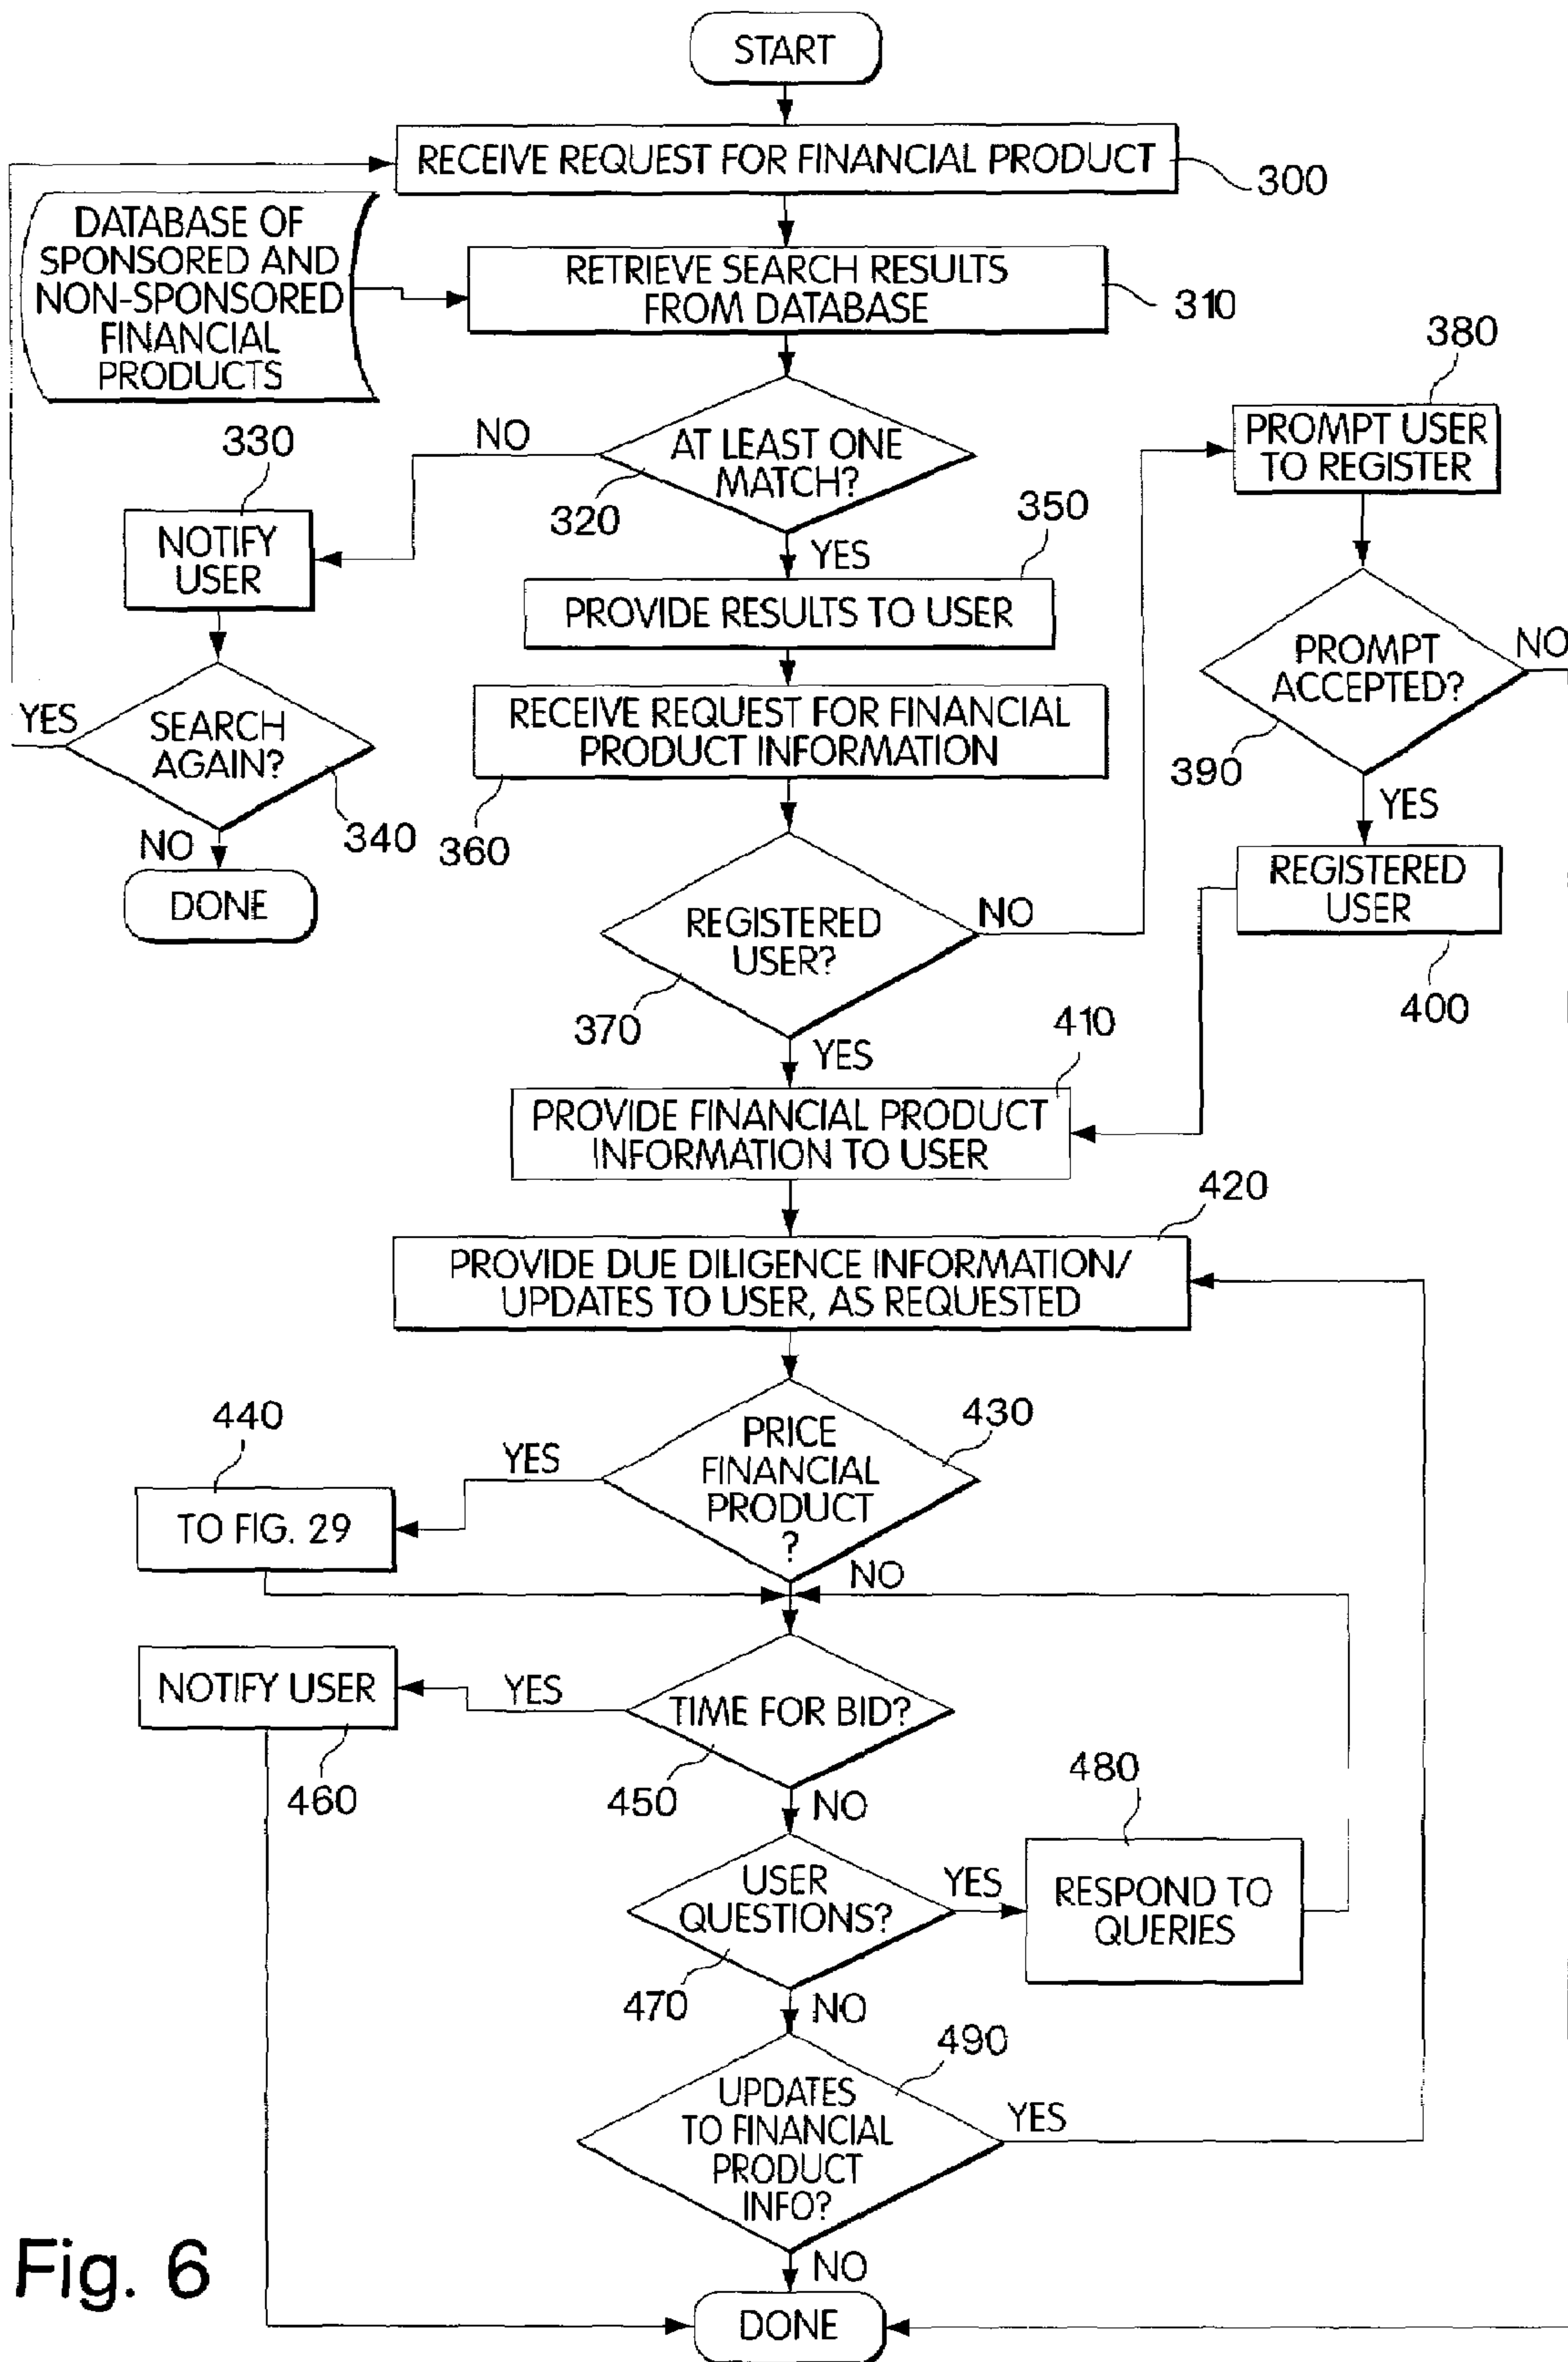 START
RECEIVE REQUEST FOR FINANCIAL PRODUCT
300
DATABASE OF
SPONSORED AND
NON-SPONSORED
FINANCIAL
PRODUCTS
RETRIEVE SEARCH RESULTS
FROM DATABASE
310
380
PROMPT USER
TO REGISTER
330
NO
AT LEAST ONE
MATCH?
320
NOTIFY
USER
YES
350
PROVIDE RESULTS TO USER
PROMPT
ACCEPTED?
NO
390
YES
SEARCH
AGAIN?
340
RECEIVE REQUEST FOR FINANCIAL
PRODUCT INFORMATION
360
YES
NO
DONE
REGISTERED
USER
400
REGISTERED
USER?
NO
370
YES
410
PROVIDE FINANCIAL PRODUCT
INFORMATION TO USER
420
PROVIDE DUE DILIGENCE INFORMATION/
UPDATES TO USER, AS REQUESTED
440
YES
PRICE
FINANCIAL
PRODUCT
?
430
TO FIG. 29
NO
NOTIFY USER
YES
TIME FOR BID?
460
450
NO
480
USER
QUESTIONS?
YES
RESPOND TO
QUERIES
470
NO
490
UPDATES
TO FINANCIAL
PRODUCT
INFO?
YES
NO
Fig. 6
DONE